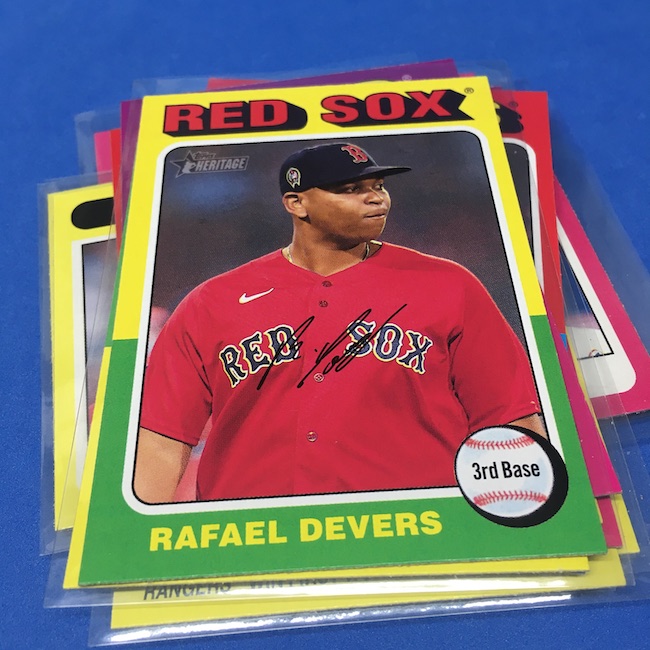 RED SOX®
Topps HERITAGE
B
RED SOX
3rd Base
RAFAEL DEVERS
RANGERS